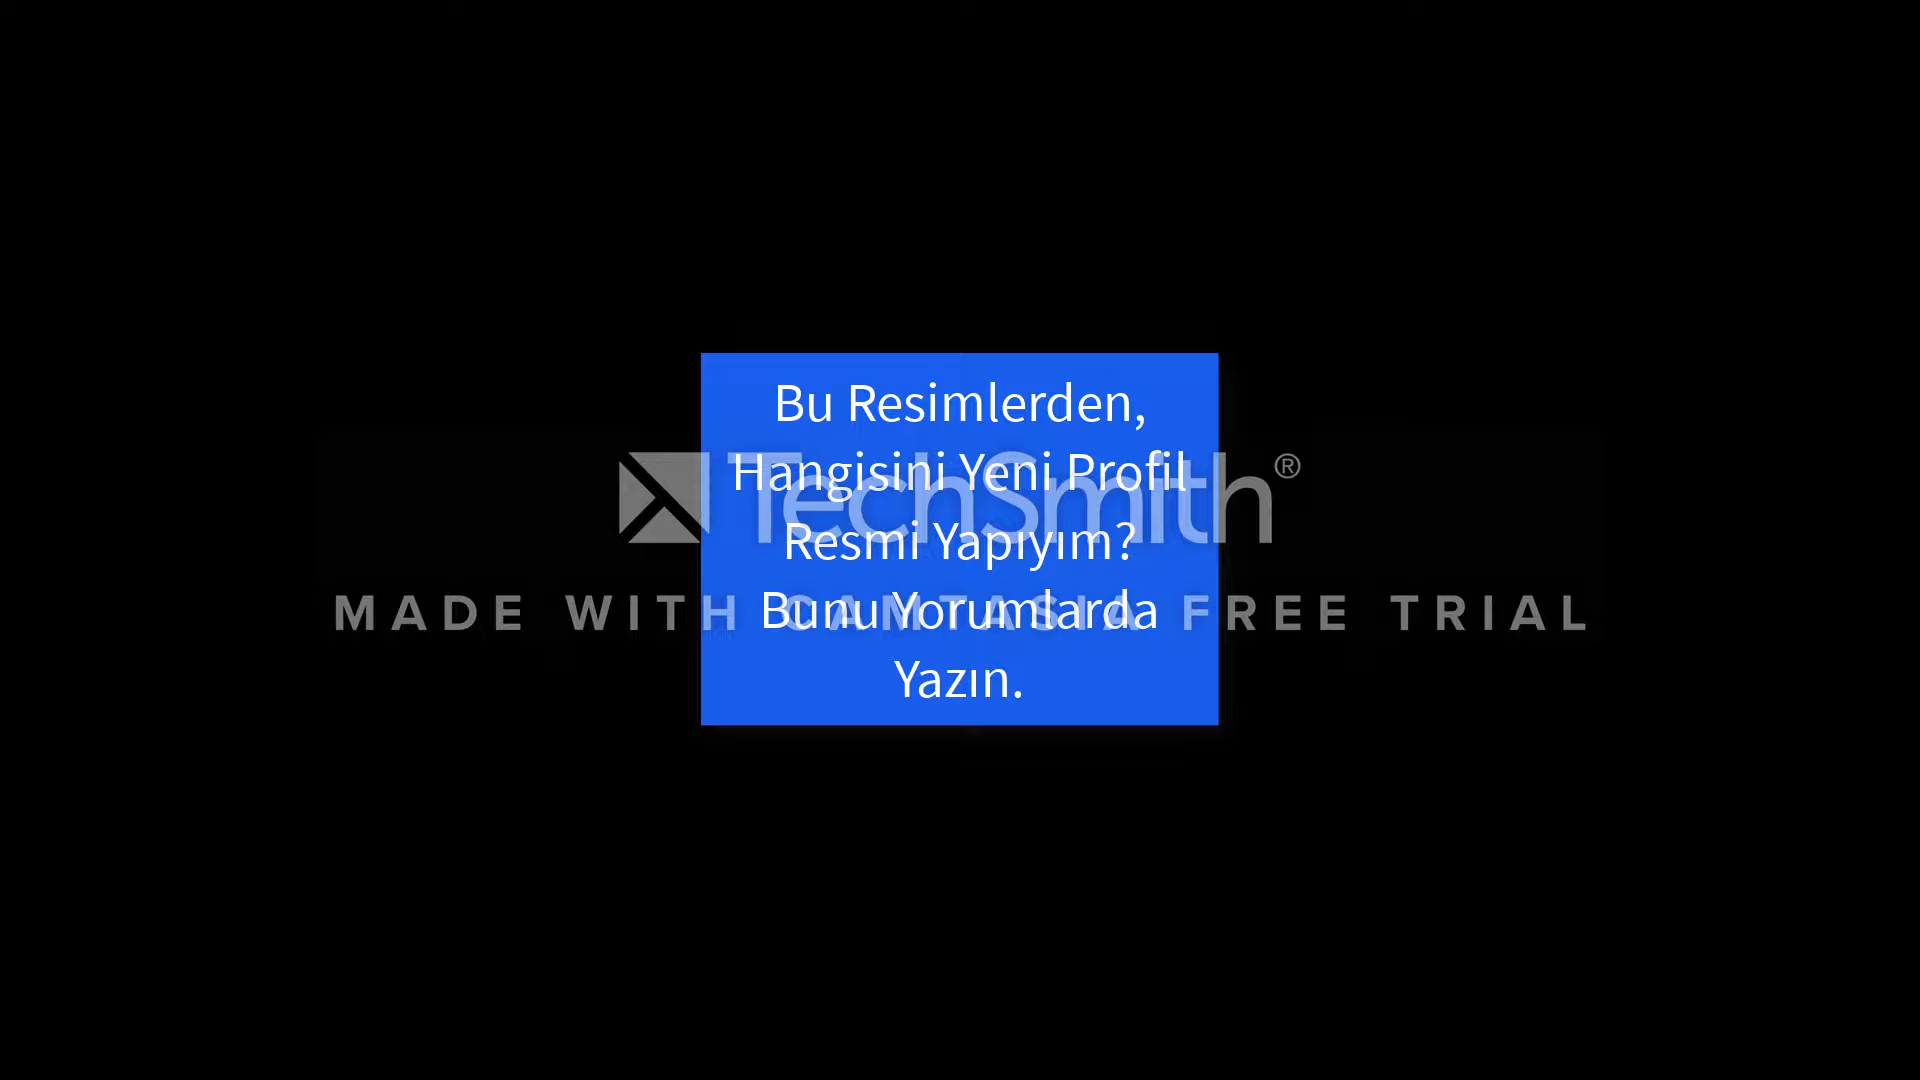 Bu Resimlerden,
Hangisini Yeni Profil
Resmi Yapıyım?
Bunu Yorumlarda
Yazın.
TechSmith®
MADE WITH CAMTASIA FREE TRIAL